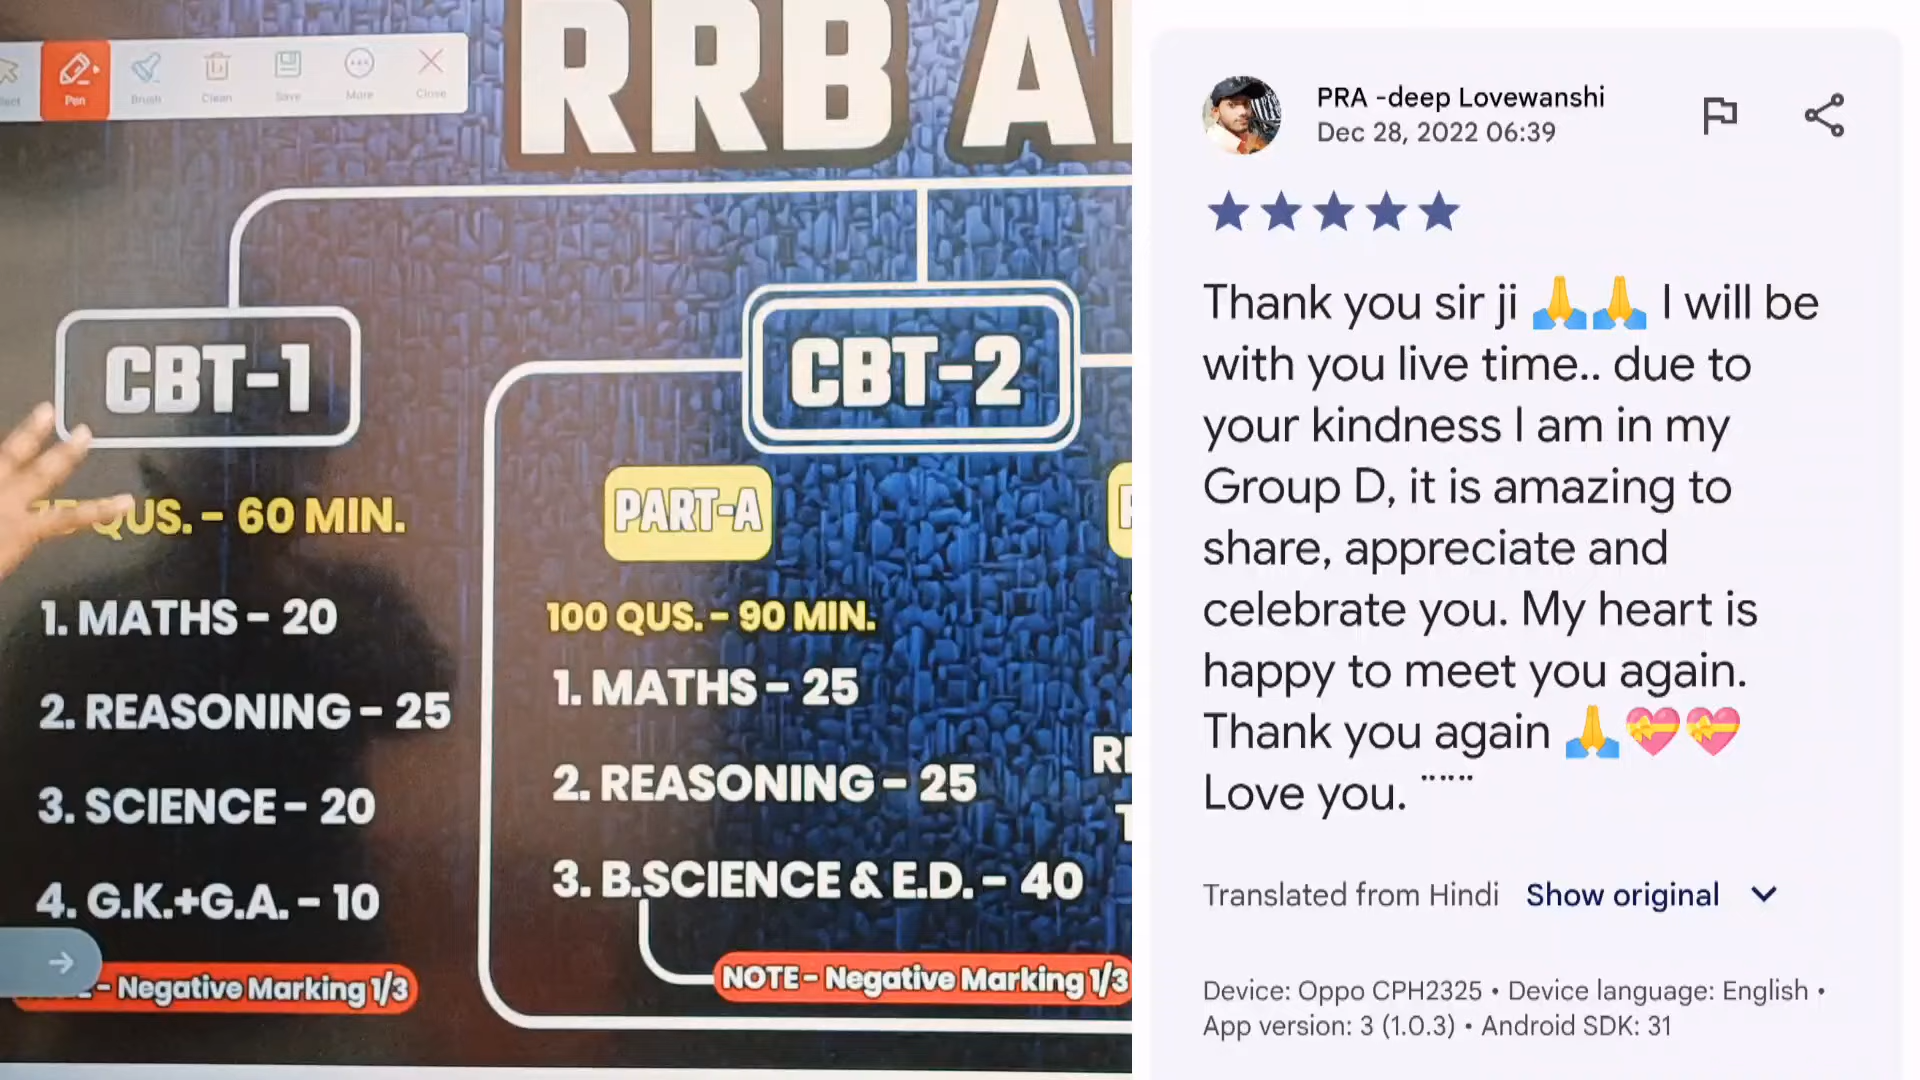 Pen
Brush
Clean
Save
More
Close
RRB A
CBT-1
QUS. - 60 MIN.
1. MATHS - 20
2. REASONING - 25
3. SCIENCE - 20
4. G.K.+G.A. - 10
- Negative Marking 1/3
CBT-2
PART-A
100 QUS. - 90 MIN.
1. MATHS - 25
2. REASONING - 25
3. B.SCIENCE & E.D. - 40
NOTE - Negative Marking 1/3
PRA -deep Lovewanshi
Dec 28, 2022 06:39
Thank you sir ji 🙏🙏 I will be
with you live time.. due to
your kindness I am in my
Group D, it is amazing to
share, appreciate and
celebrate you. My heart is
happy to meet you again.
Thank you again 🙏💝💝
Love you. ¨¨¨
Translated from Hindi Show original
Device: Oppo CPH2325 • Device language: English •
App version: 3 (1.0.3) • Android SDK: 31